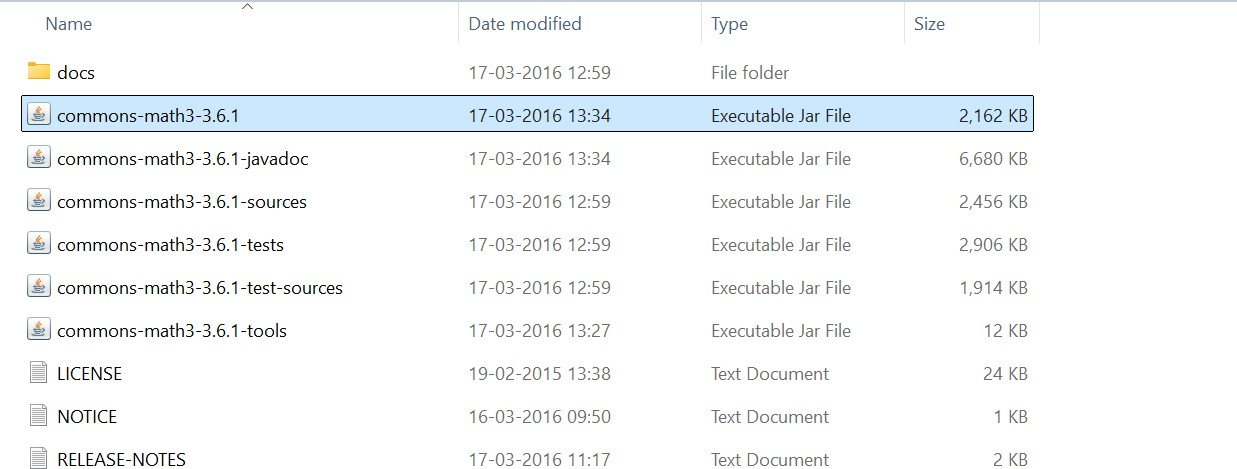 Name Date modified Type Size
docs 17-03-2016 12:59 File folder
commons-math3-3.6.1 17-03-2016 13:34 Executable Jar File 2,162 KB
commons-math3-3.6.1-javadoc 17-03-2016 13:34 Executable Jar File 6,680 KB
commons-math3-3.6.1-sources 17-03-2016 12:59 Executable Jar File 2,456 KB
commons-math3-3.6.1-tests 17-03-2016 12:59 Executable Jar File 2,906 KB
commons-math3-3.6.1-test-sources 17-03-2016 12:59 Executable Jar File 1,914 KB
commons-math3-3.6.1-tools 17-03-2016 13:27 Executable Jar File 12 KB
LICENSE 19-02-2015 13:38 Text Document 24 KB
NOTICE 16-03-2016 09:50 Text Document 1 KB
RELEASE-NOTES 17-03-2016 11:17 Text Document 2 KB